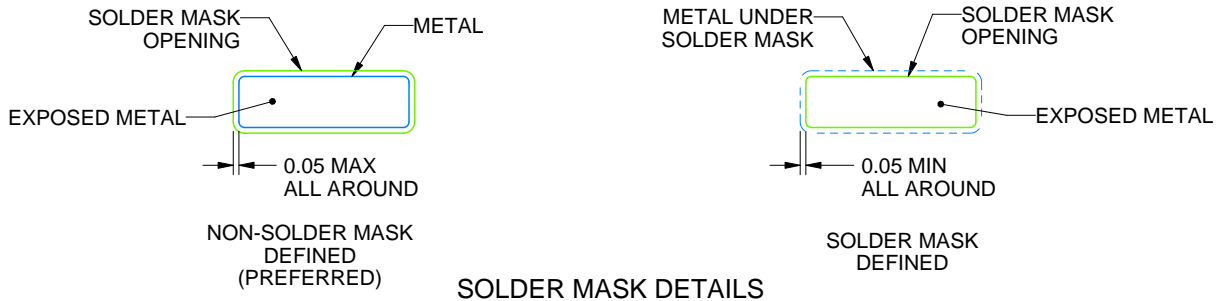 SOLDER MASK
OPENING
METAL
EXPOSED METAL
0.05 MAX
ALL AROUND
NON-SOLDER MASK
DEFINED
(PREFERRED)
METAL UNDER
SOLDER MASK
SOLDER MASK
OPENING
EXPOSED METAL
0.05 MIN
ALL AROUND
SOLDER MASK
DEFINED
SOLDER MASK DETAILS